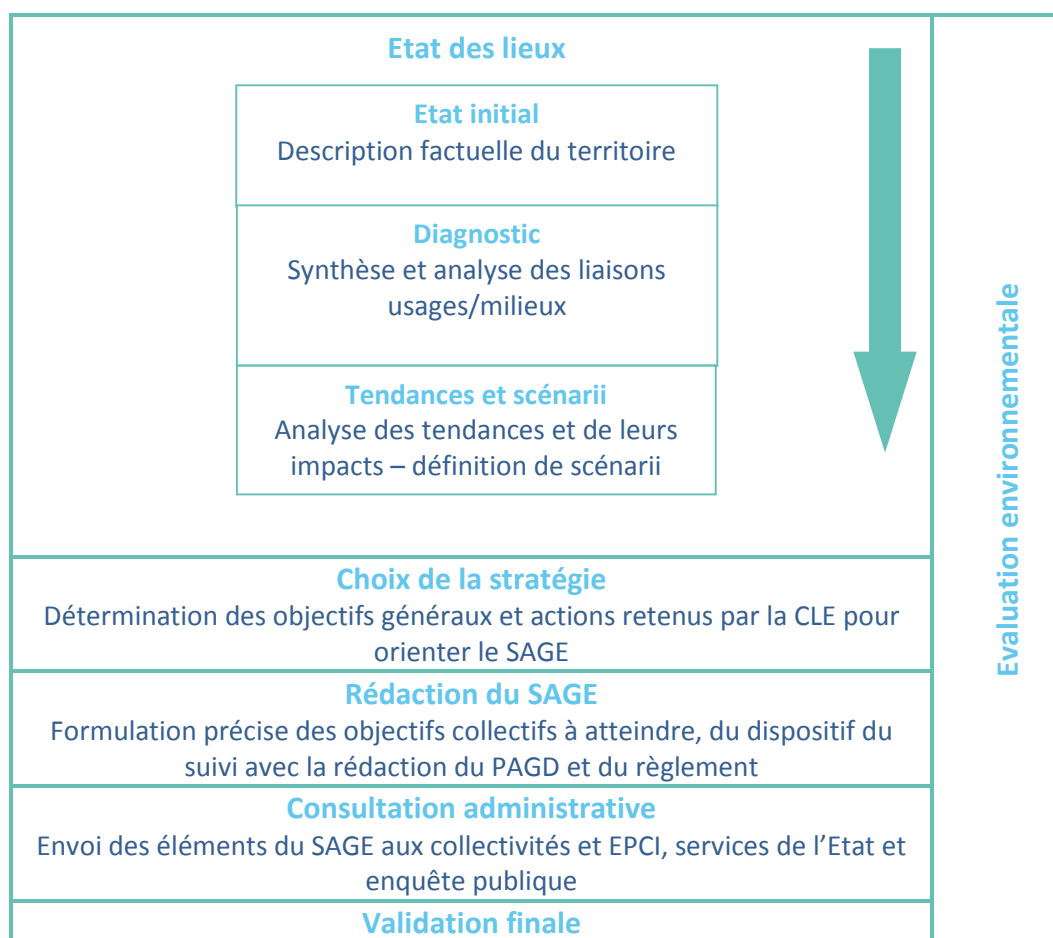 Etat des lieux
Etat initial
Description factuelle du territoire
Diagnostic
Synthèse et analyse des liaisons
usages/milieux
Tendances et scénarii
Analyse des tendances et de leurs
impacts – définition de scénarii
Choix de la stratégie
Détermination des objectifs généraux et actions retenus par la CLE pour
orienter le SAGE
Rédaction du SAGE
Formulation précise des objectifs collectifs à atteindre, du dispositif du
suivi avec la rédaction du PAGD et du règlement
Consultation administrative
Envoi des éléments du SAGE aux collectivités et EPCI, services de l’Etat et
enquête publique
Validation finale
Evaluation environnementale